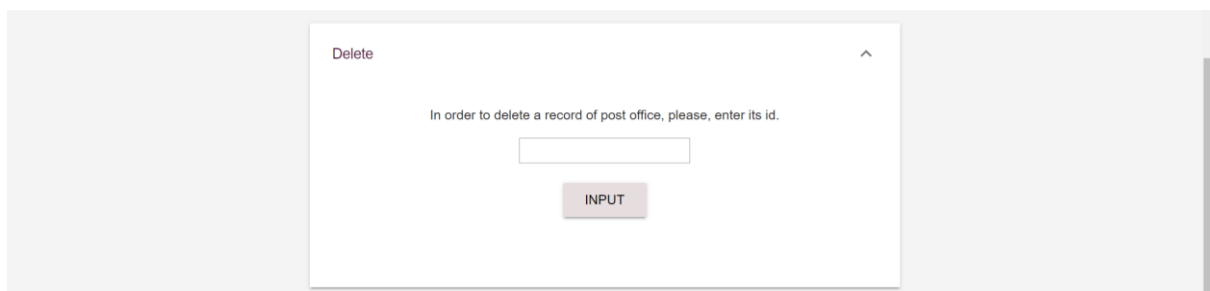 Delete
In order to delete a record of post office, please, enter its id.
INPUT